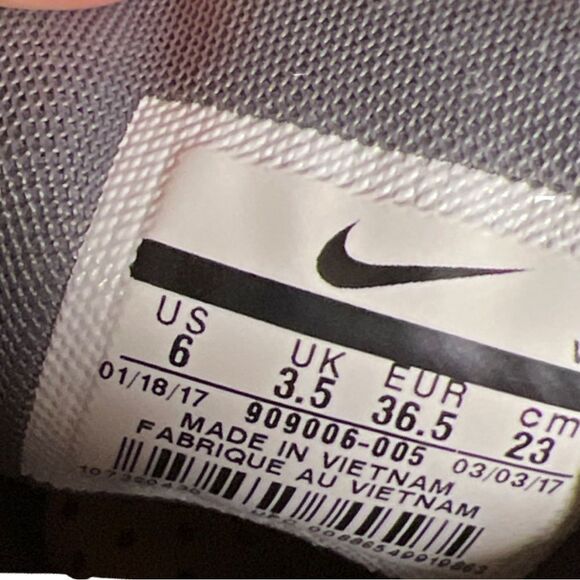 US UK EUR cm
6 3.5 36.5 23
01/18/17 909006-005 03/03/17
MADE IN VIETNAM
FABRIQUE AU VIETNAM
00886549919863